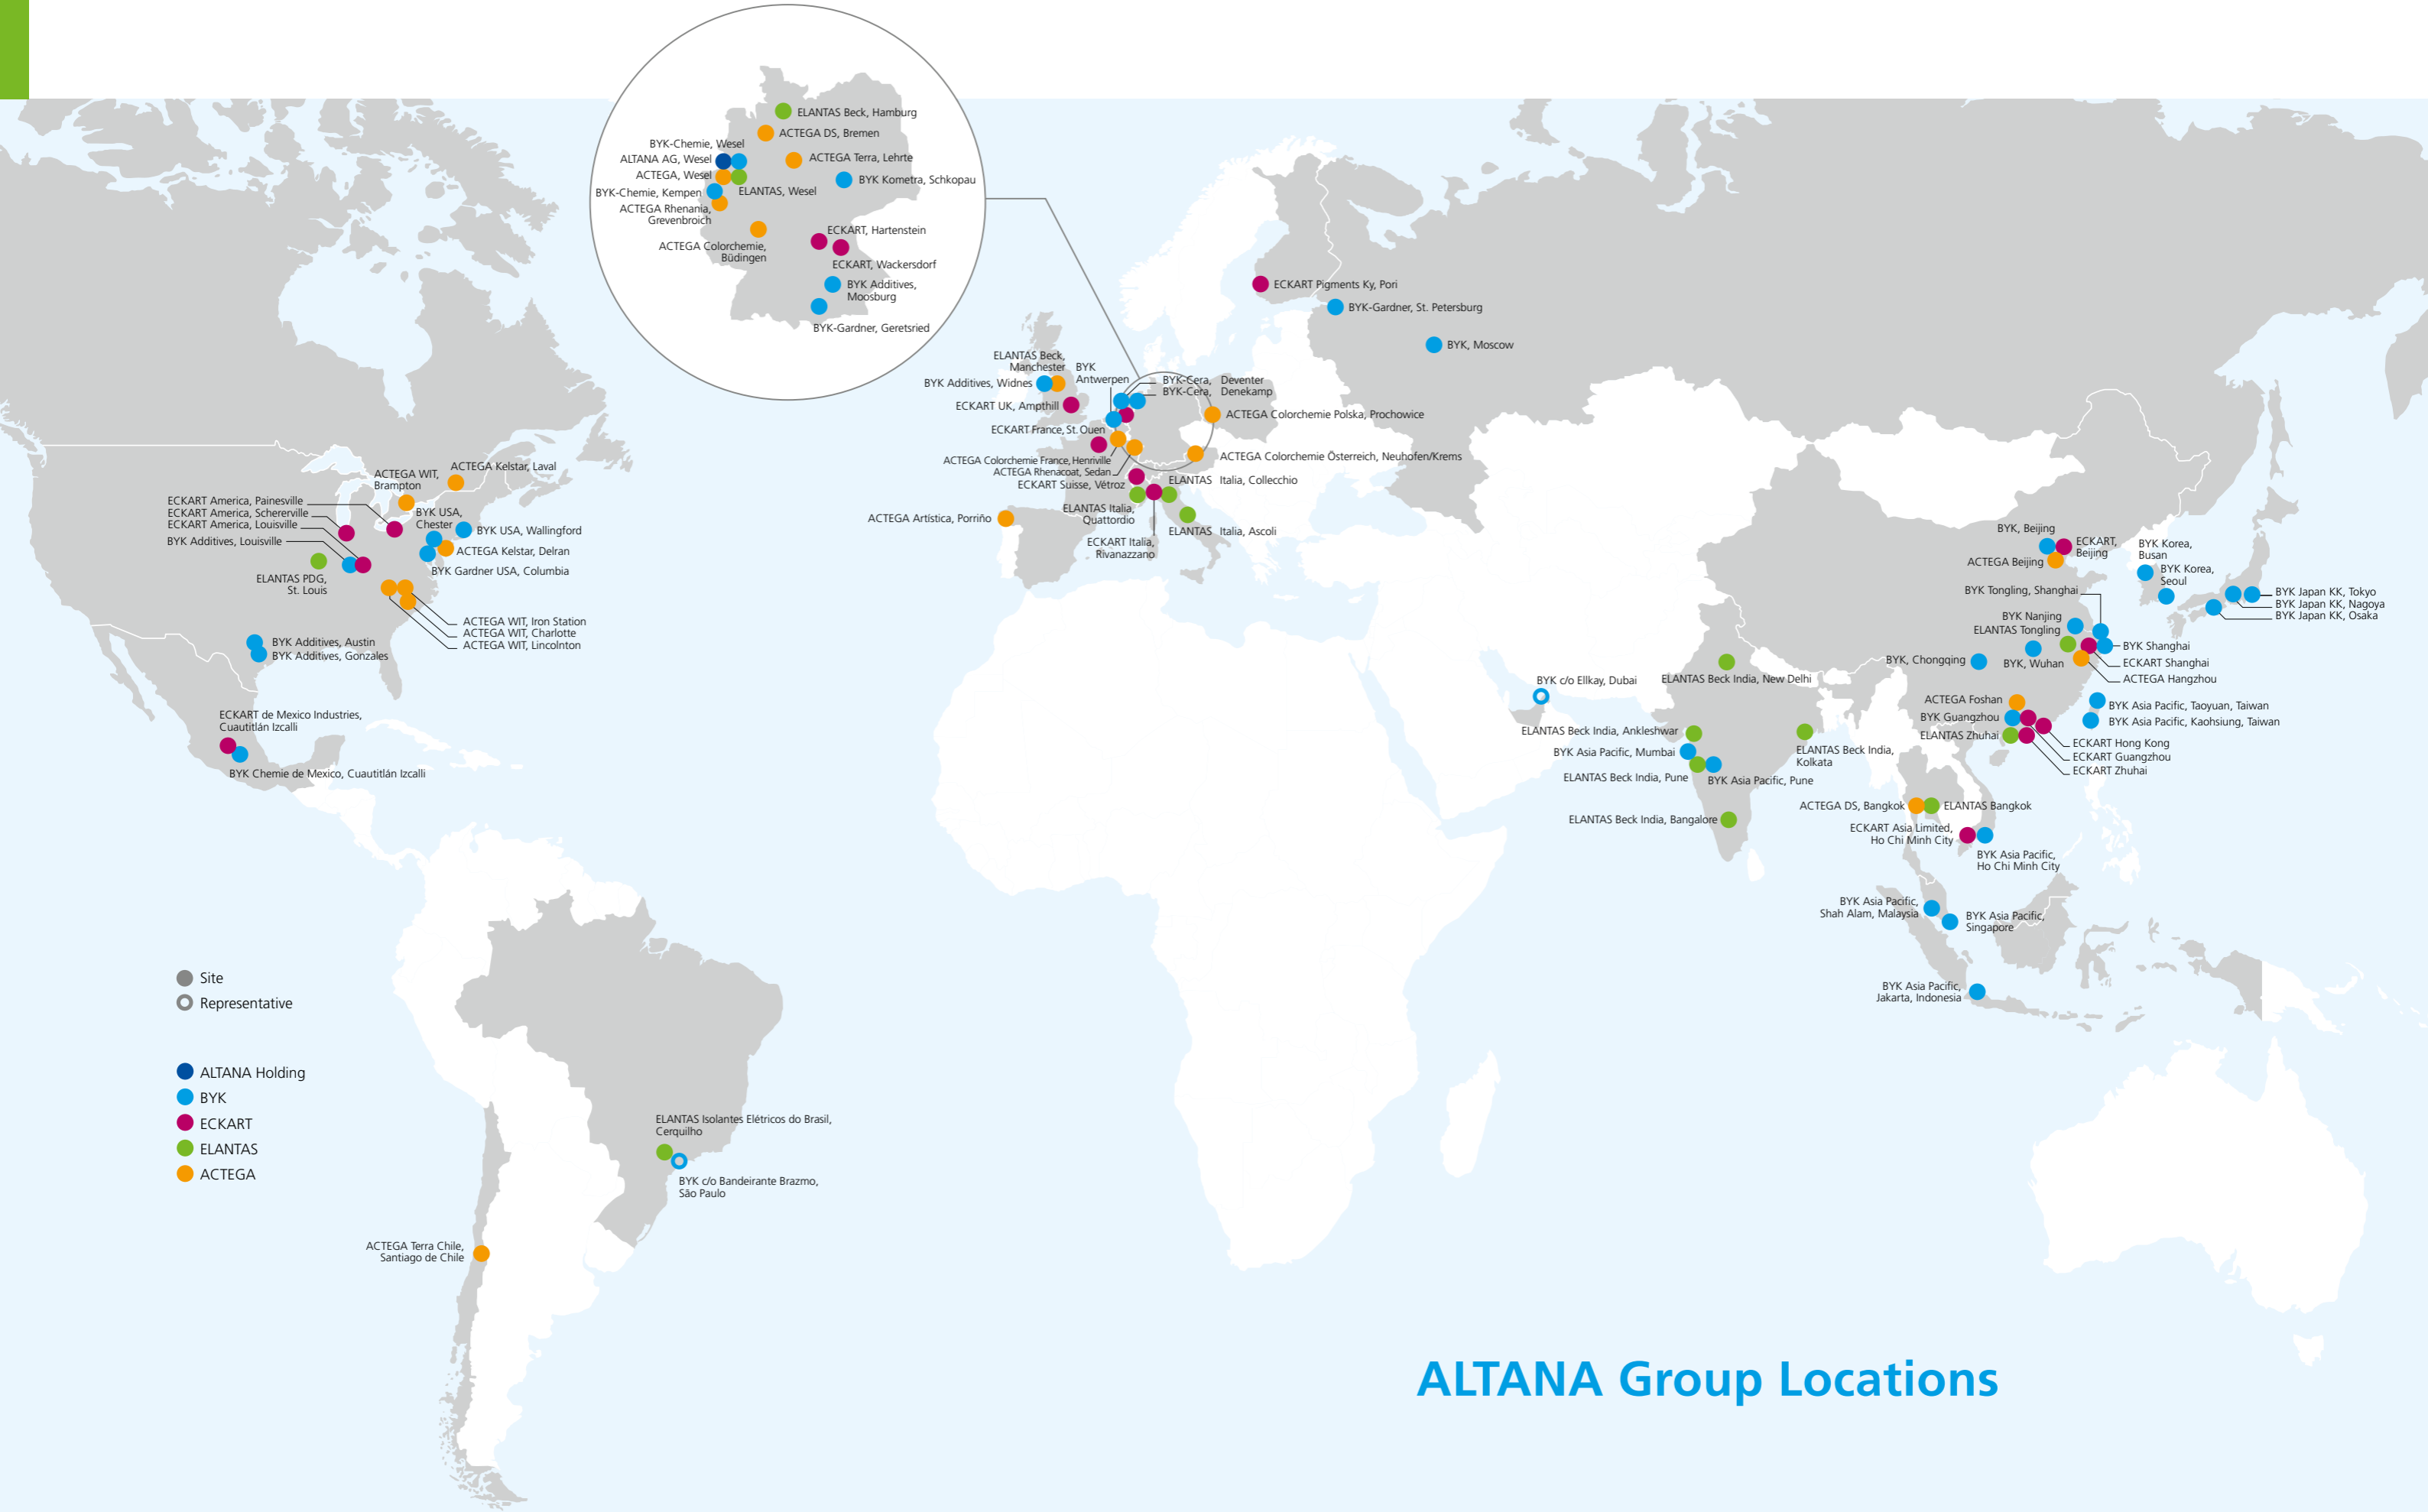 ELANTAS Beck, Hamburg
ACTEGA DS, Bremen
BYK-Chemie, Wesel
ALTANA AG, Wesel
ACTEGA Terra, Lehrte
ACTEGA, Wesel
BYK Kometra, Schkopau
BYK-Chemie, Kempen
ELANTAS, Wesel
ACTEGA Rhenania,
Grevenbroich
ECKART, Hartenstein
ACTEGA Colorchemie,
Büdingen
ECKART, Wackersdorf
BYK Additives,
Moosburg
BYK-Gardner, Geretsried
ECKART Pigments Ky, Pori
BYK-Gardner, St. Petersburg
BYK, Moscow
ELANTAS Beck,
Manchester
BYK
Antwerpen
BYK Additives, Widnes
BYK-Cera, Deventer
BYK-Cera, Denekamp
ECKART UK, Ampthill
ACTEGA Colorchemie Polska, Prochowice
ECKART France, St. Ouen
ACTEGA Colorchemie France, Henriville
ACTEGA Colorchemie Österreich, Neuhofen/Krems
ACTEGA Rhenacoat, Sedan
ECKART Suisse, Vétroz
ELANTAS Italia, Collecchio
ELANTAS Italia,
Quattordio
ACTEGA Artística, Porriño
ELANTAS Italia, Ascoli
ECKART Italia,
Rivanazzano
ACTEGA Kelstar, Laval
ACTEGA WIT,
Brampton
ECKART America, Painesville
ECKART America, Schererville
ECKART America, Louisville
BYK Additives, Louisville
BYK USA,
Chester
BYK USA, Wallingford
ACTEGA Kelstar, Delran
BYK Gardner USA, Columbia
ELANTAS PDG,
St. Louis
ACTEGA WIT, Iron Station
ACTEGA WIT, Charlotte
ACTEGA WIT, Lincolnton
BYK Additives, Austin
BYK Additives, Gonzales
ECKART de Mexico Industries,
Cuautitlán Izcalli
BYK Chemie de Mexico, Cuautitlán Izcalli
BYK, Beijing
ECKART,
Beijing
ACTEGA Beijing
BYK Korea,
Busan
BYK Korea,
Seoul
BYK Tongling, Shanghai
BYK Japan KK, Tokyo
BYK Japan KK, Nagoya
BYK Japan KK, Osaka
BYK Nanjing
ELANTAS Tongling
BYK Shanghai
BYK, Chongqing
BYK, Wuhan
ECKART Shanghai
ACTEGA Hangzhou
BYK c/o Ellkay, Dubai
ELANTAS Beck India, New Delhi
ACTEGA Foshan
BYK Asia Pacific, Taoyuan, Taiwan
BYK Guangzhou
BYK Asia Pacific, Kaohsiung, Taiwan
ELANTAS Beck India, Ankleshwar
ELANTAS Zhuhai
ECKART Hong Kong
BYK Asia Pacific, Mumbai
ELANTAS Beck India,
Kolkata
ECKART Guangzhou
ECKART Zhuhai
ELANTAS Beck India, Pune
BYK Asia Pacific, Pune
ACTEGA DS, Bangkok
ELANTAS Bangkok
ELANTAS Beck India, Bangalore
ECKART Asia Limited,
Ho Chi Minh City
BYK Asia Pacific,
Ho Chi Minh City
BYK Asia Pacific,
Shah Alam, Malaysia
BYK Asia Pacific,
Singapore
BYK Asia Pacific,
Jakarta, Indonesia
Site
Representative
ALTANA Holding
BYK
ECKART
ELANTAS
ACTEGA
ELANTAS Isolantes Elétricos do Brasil,
Cerquilho
BYK c/o Bandeirante Brazmo,
São Paulo
ACTEGA Terra Chile,
Santiago de Chile
ALTANA Group Locations